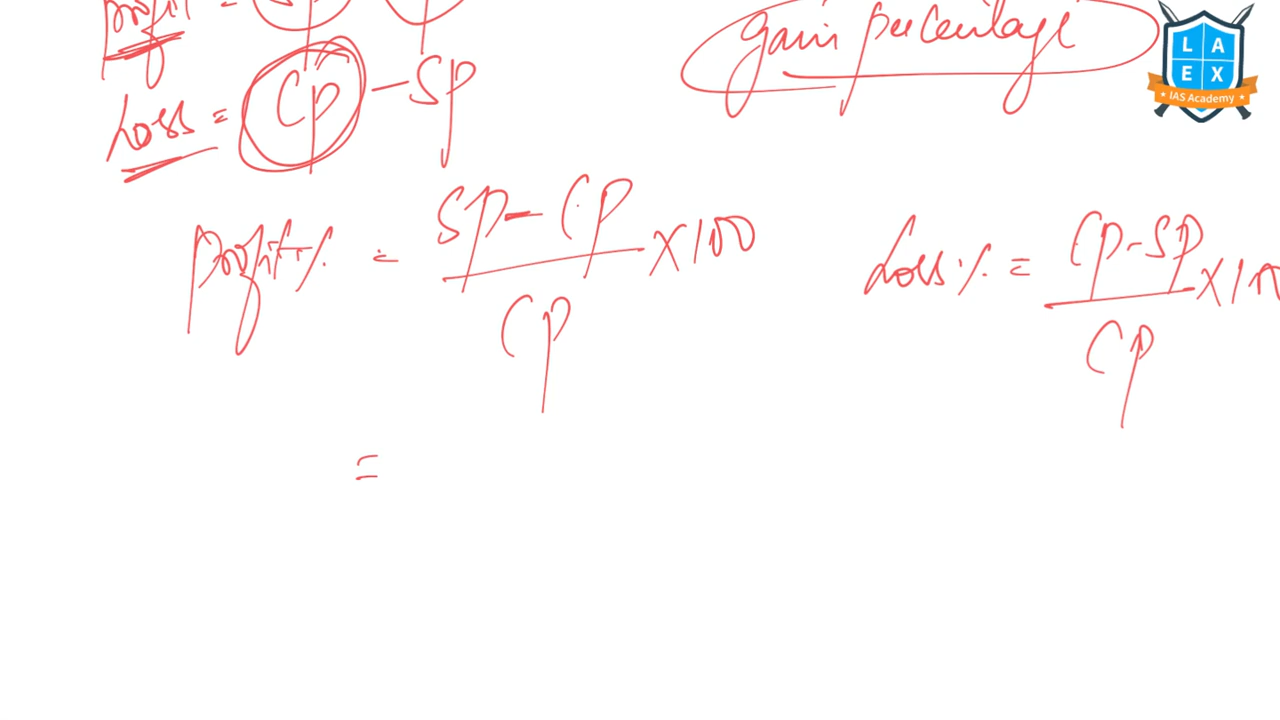 profit = SP - CP
gain percentage
Loss = CP - SP
profit % = SP - CP / CP × 100
Loss % = CP - SP / CP × 100
=
L A
E X
IAS Academy